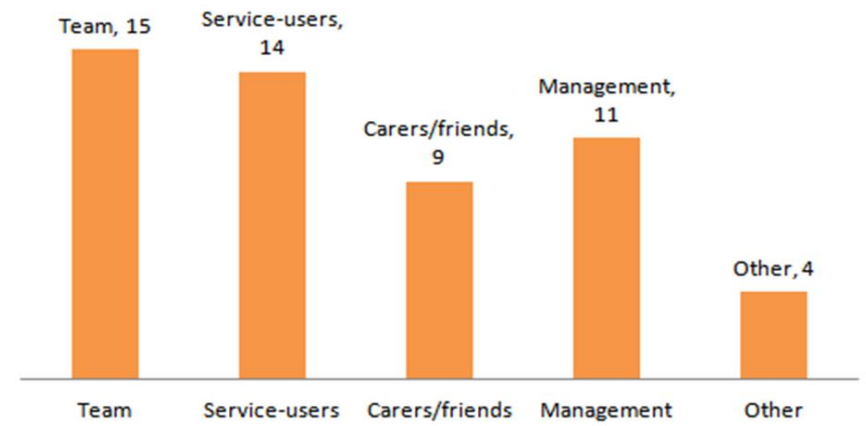 Team, 15
Service-users,
14
Carers/friends,
9
Management,
11
Other, 4
Team
Service-users
Carers/friends
Management
Other